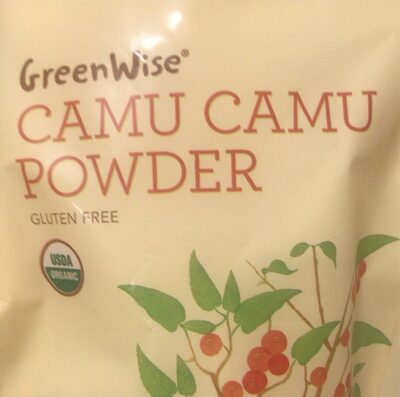 GreenWise®
CAMU CAMU
POWDER
GLUTEN FREE
USDA
ORGANIC